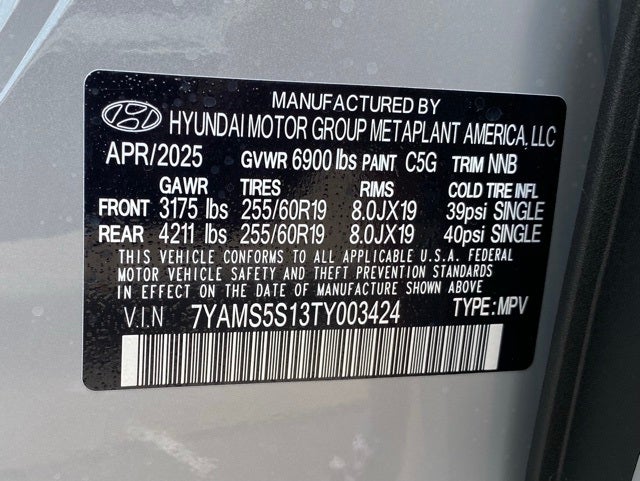 MANUFACTURED BY
HYUNDAI MOTOR GROUP METAPLANT AMERICA, LLC
APR/2025 GVWR 6900 lbs PAINT C5G TRIM NNB
GAWR TIRES RIMS COLD TIRE INFL
FRONT 3175 lbs 255/60R19 8.0JX19 39psi SINGLE
REAR 4211 lbs 255/60R19 8.0JX19 40psi SINGLE
THIS VEHICLE CONFORMS TO ALL APPLICABLE U.S.A. FEDERAL
MOTOR VEHICLE SAFETY AND THEFT PREVENTION STANDARDS
IN EFFECT ON THE DATE OF MANUFACTURE SHOWN ABOVE.
V.I.N 7YAMS5S13TY003424 TYPE: MPV